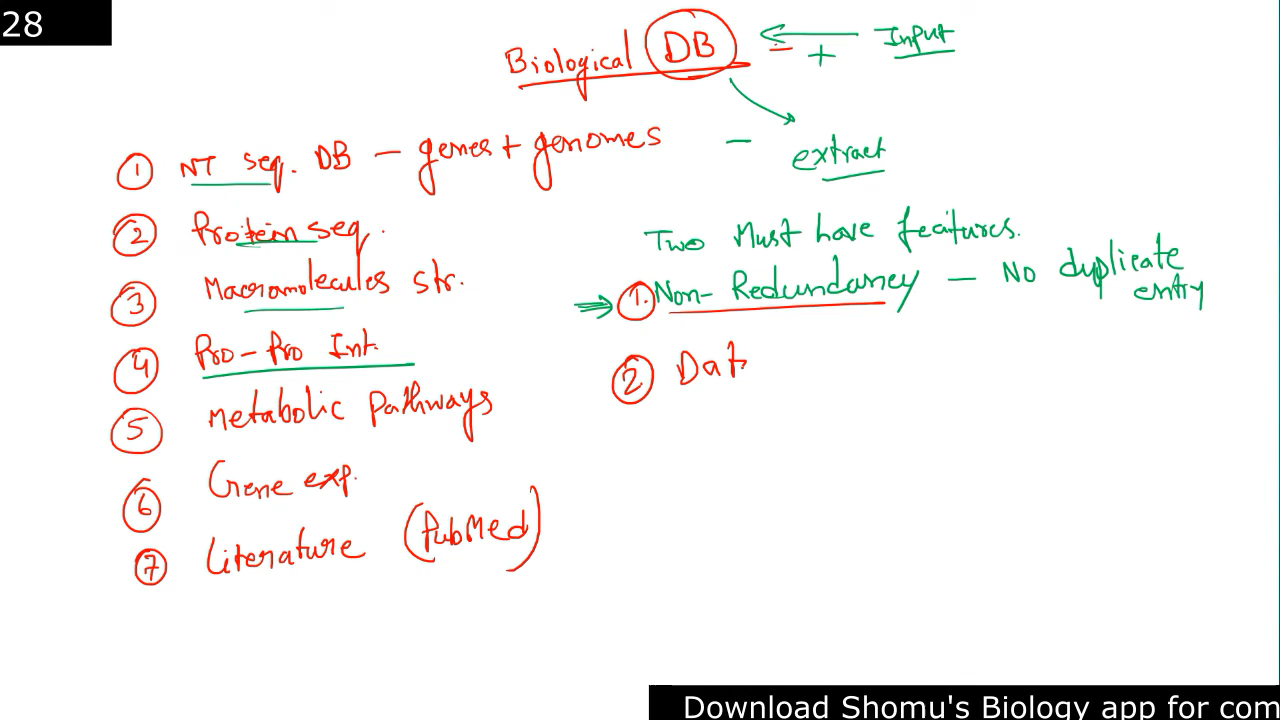 28
Biological DB
Input
+
extract
① NT seq. DB - genes + genomes -
② Protein seq.
③ Macromolecules str.
④ Pro-Pro Int.
⑤ Metabolic Pathways
⑥ Gene exp.
⑦ Literature (PubMed)
Two Must have features.
1. Non-Redundancy - No duplicate entry
② Dat
Download Shomu's Biology app for com